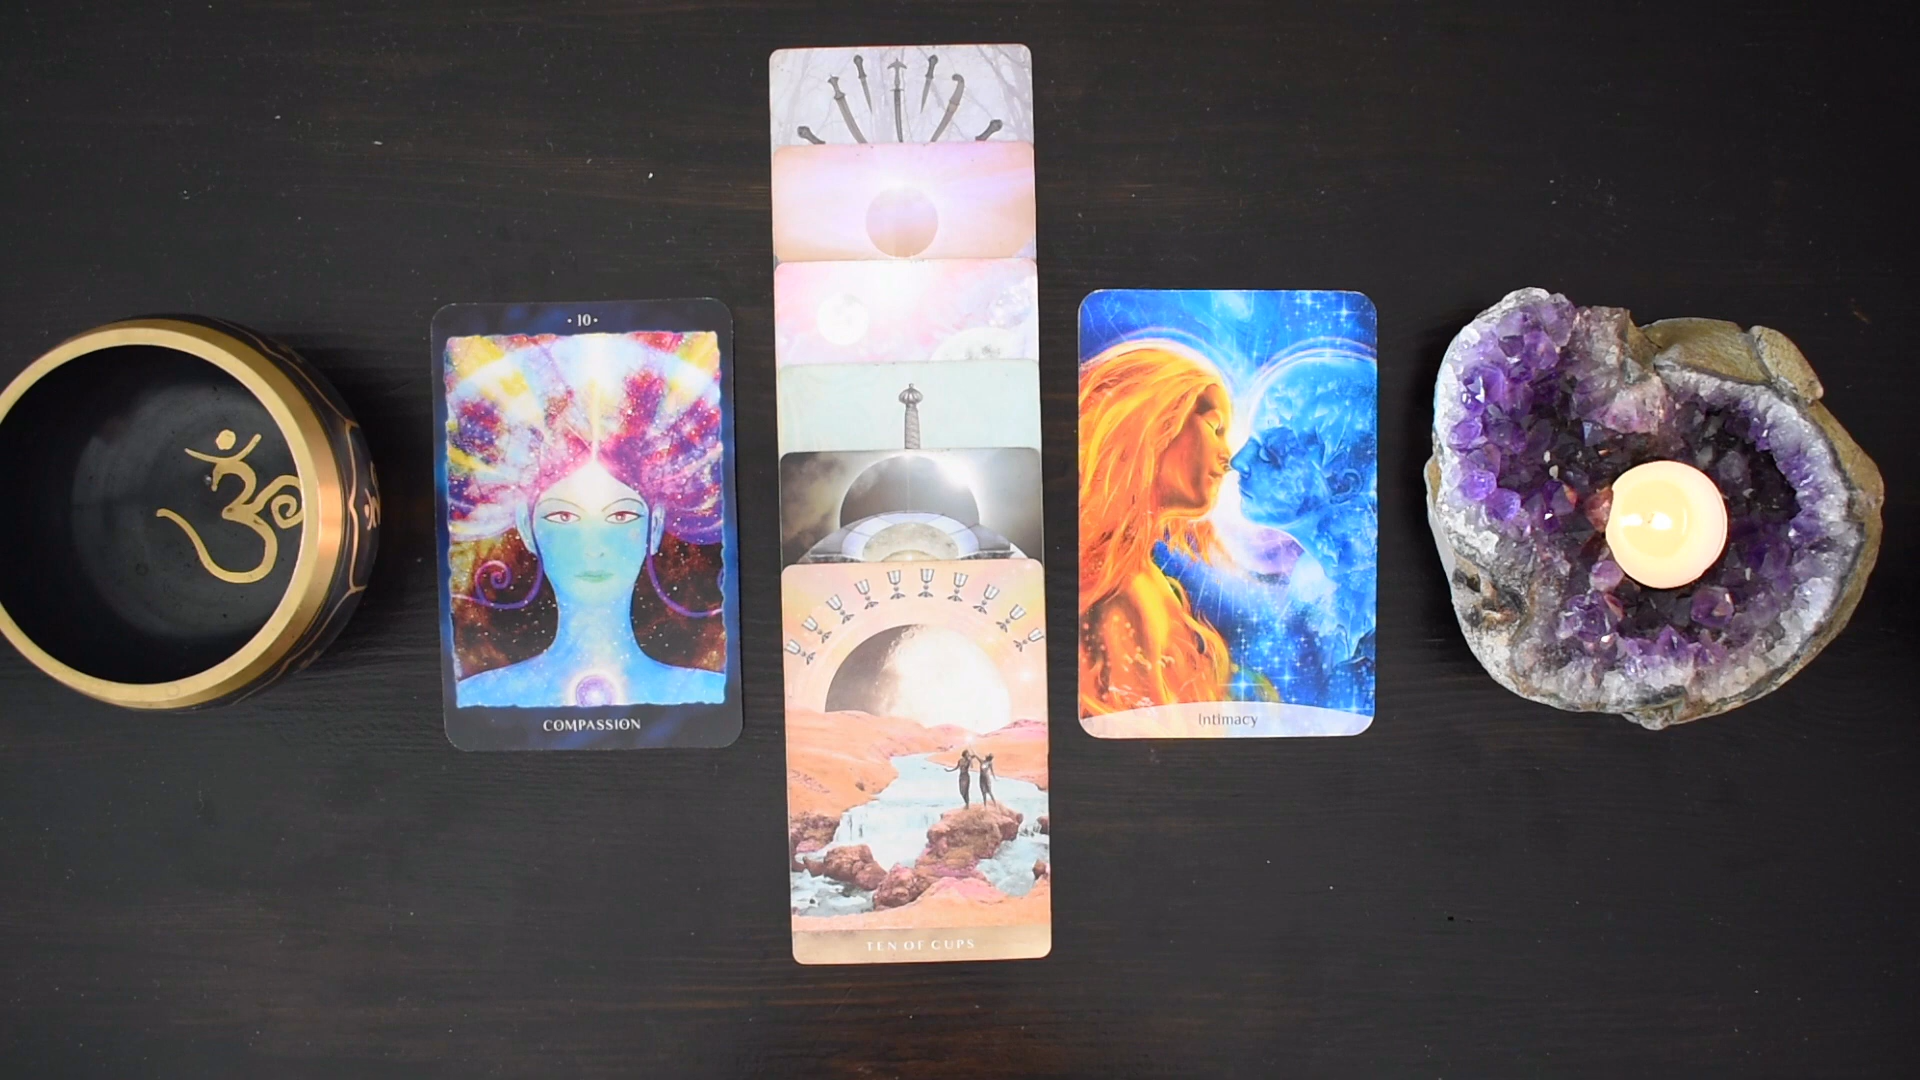 ॐ
• 10 •
COMPASSION
Intimacy
TEN OF CUPS